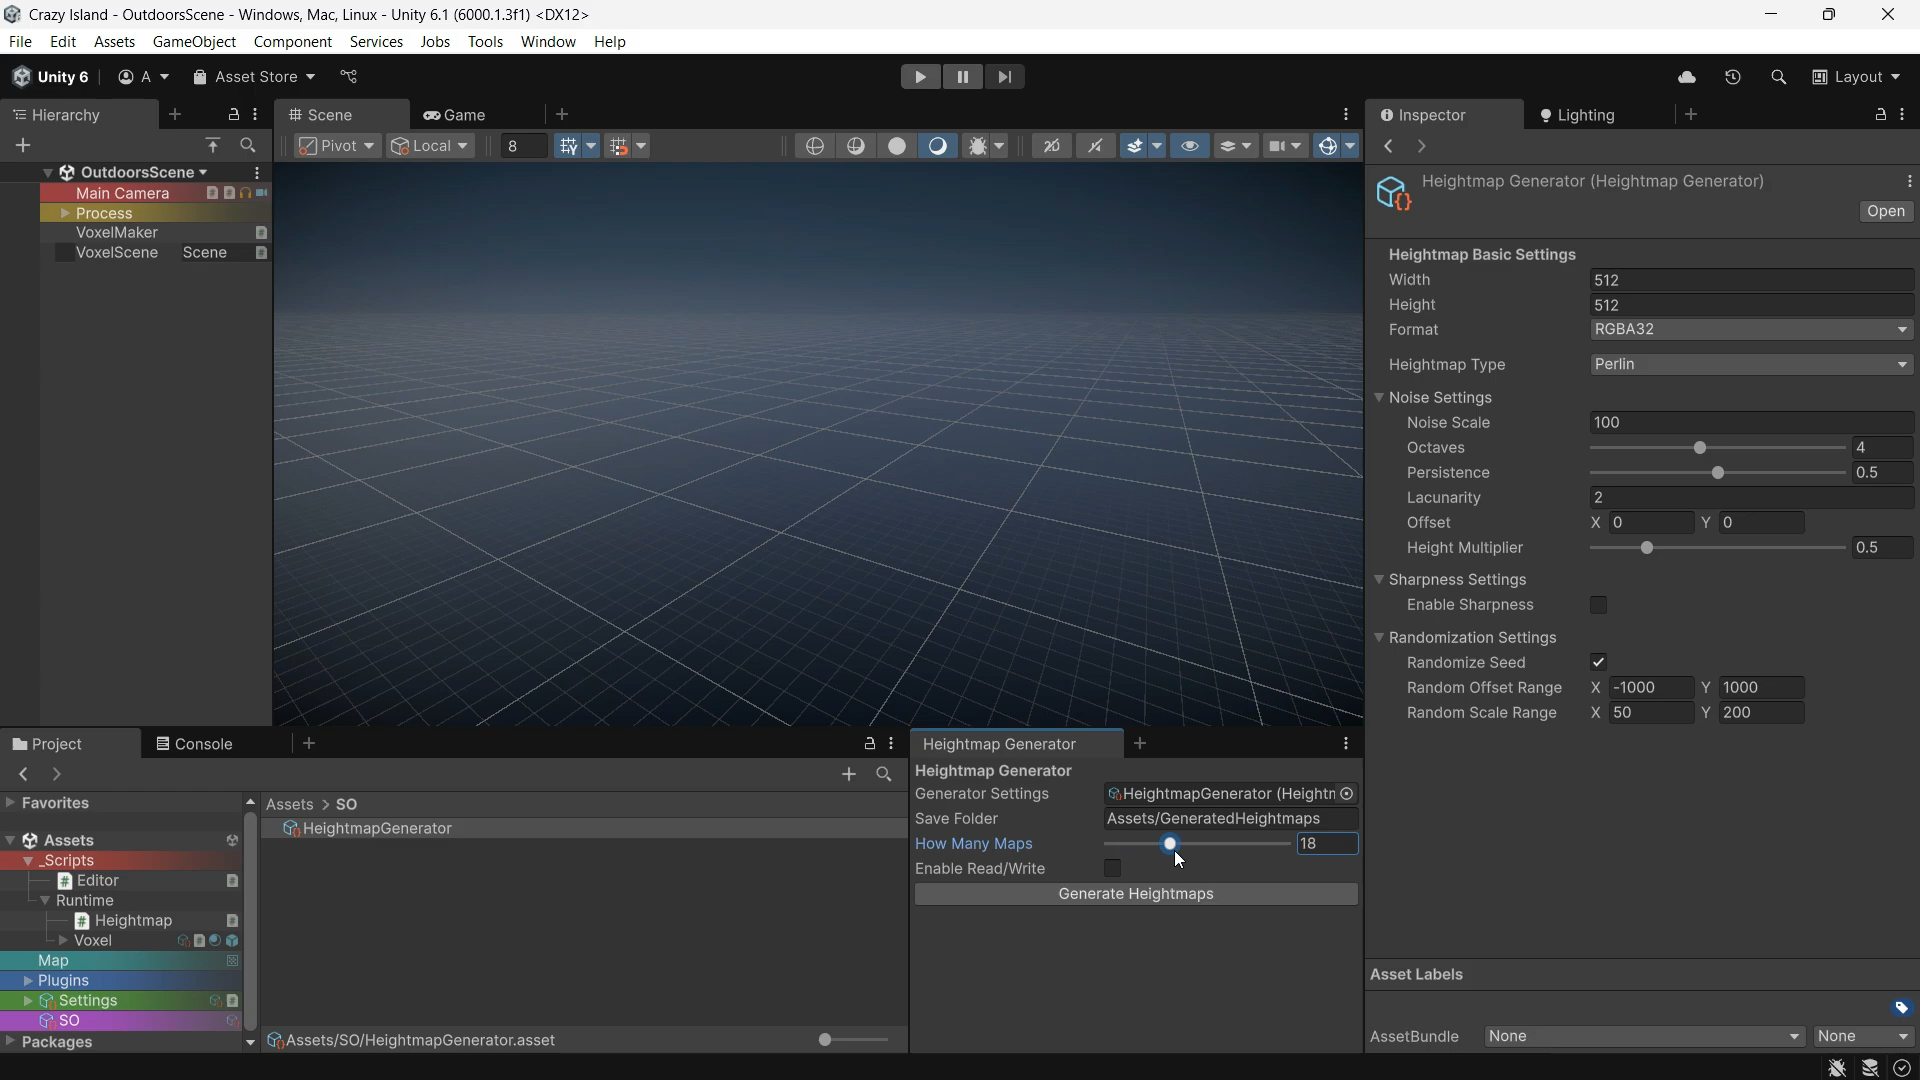 Crazy Island - OutdoorsScene - Windows, Mac, Linux - Unity 6.1 (6000.1.3f1) <DX12>
File Edit Assets GameObject Component Services Jobs Tools Window Help
Unity 6 A Asset Store Layout
Hierarchy
OutdoorsScene
Main Camera
Process
VoxelMaker
VoxelScene Scene
Scene Game
Pivot Local 8 2D
Inspector Lighting
Heightmap Generator (Heightmap Generator)
Open
Heightmap Basic Settings
Width 512
Height 512
Format RGBA32
Heightmap Type Perlin
Noise Settings
Noise Scale 100
Octaves 4
Persistence 0.5
Lacunarity 2
Offset X 0 Y 0
Height Multiplier 0.5
Sharpness Settings
Enable Sharpness
Randomization Settings
Randomize Seed
Random Offset Range X -1000 Y 1000
Random Scale Range X 50 Y 200
Asset Labels
AssetBundle None None
Project Console
Favorites
Assets
_Scripts
Editor
Runtime
Heightmap
Voxel
Map
Plugins
Settings
SO
Packages
Assets > SO
HeightmapGenerator
Assets/SO/HeightmapGenerator.asset
Heightmap Generator
Heightmap Generator
Generator Settings HeightmapGenerator (Heightm
Save Folder Assets/GeneratedHeightmaps
How Many Maps 18
Enable Read/Write
Generate Heightmaps